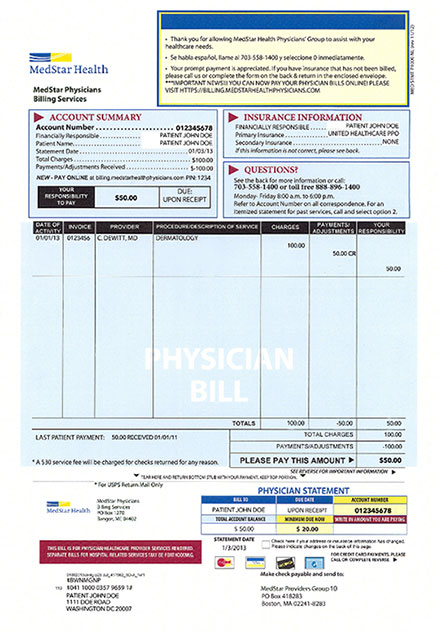 • Thank you for allowing MedStar Physicians' Group to assist with your
healthcare needs.
• Se habla español, llame al 703-558-1400 y seleccione 0 immediatamente.
• Your prompt payment is appreciated. If you have insurance that has not been billed,
please call us or complete the form on the back & return in the enclosed envelope.
***IMPORTANT NEWS!!! YOU CAN NOW PAY YOUR PHYSICIAN BILLS ONLINE! PLEASE
VISIT HTTPS://BILLING.MEDSTARHEALTHPHYSICIANS.COM
MedStar Health
MedStar Physicians
Billing Services
ACCOUNT SUMMARY
Account Number 012345678
Financially Responsible PATIENT JOHN DOE
Patient Name PATIENT JOHN DOE
Statement Date 01/03/13
Total Charges $100.00
Payments/Adjustments Received -$100.00
NEW - PAY ONLINE at billing.medstarhealthphysicians.com PIN: 1234
YOUR RESPONSIBILITY TO PAY $50.00 DUE: UPON RECEIPT
INSURANCE INFORMATION
FINANCIALLY RESPONSIBLE PATIENT JOHN DOE
Primary Insurance UNITED HEALTHCARE PPO
Secondary Insurance NONE
If this information is not correct, please see back.
QUESTIONS?
See the back for more information or call:
703-558-1400 or toll free 888-896-1400
Monday- Friday 8:00 a.m. to 6:00 p.m.
Refer to Account Number on all correspondence. For an
itemized statement for past services, call and select option 2.
DATE OF ACTIVITY INVOICE PROVIDER PROCEDURE/DESCRIPTION OF SERVICE CHARGES PAYMENTS/ADJUSTMENTS YOUR RESPONSIBILITY
01/01/13 0123456 C. DEWITT, MD DERMATOLOGY
100.00
50.00 CR
50.00
PHYSICIAN
BILL
TOTALS 100.00 -50.00 50.00
LAST PATIENT PAYMENT: 50.00 RECEIVED 01/01/11
TOTAL CHARGES 100.00
PAYMENTS/ADJUSTMENTS -100.00
PLEASE PAY THIS AMOUNT $50.00
* A $30 service fee will be charged for checks returned for any reason.
SEE REVERSE FOR IMPORTANT INFORMATION
TEAR HERE AND RETURN BOTTOM STUB WITH YOUR PAYMENT. KEEP TOP PORTION.
* For USPS Return Mail Only
MedStar Health
MedStar Physicians
Billing Services
PO Box 1270
Bangor, ME 04402
PHYSICIAN STATEMENT
BILL TO DUE DATE ACCOUNT NUMBER
PATIENT JOHN DOE UPON RECEIPT 012345678
TOTAL ACCOUNT BALANCE MINIMUM DUE NOW WRITE IN AMOUNT YOU ARE PAYING
$ 50.00 $ 20.00
THIS BILL IS FOR PHYSICIAN/HEALTHCARE PROVIDER SERVICES RENDERED.
SEPARATE BILLS FOR HOSPITAL RELATED SERVICES MAY BE FORTHCOMING.
STATEMENT DATE
1/3/2013
Check here if your address or insurance information has changed.
Please indicate changes on the back of this page.
FOR CREDIT CARD PAYMENTS, PLEASE
CALL OR COMPLETE REVERSE.
KBWNMGNP
TO: 4041 1000 0357 9659 1#
PATIENT JOHN DOE
1111 DOE ROAD
WASHINGTON DC 20007
Make check payable and send to:
MedStar Providers Group 10
PO Box 418283
Boston, MA 02241-8283